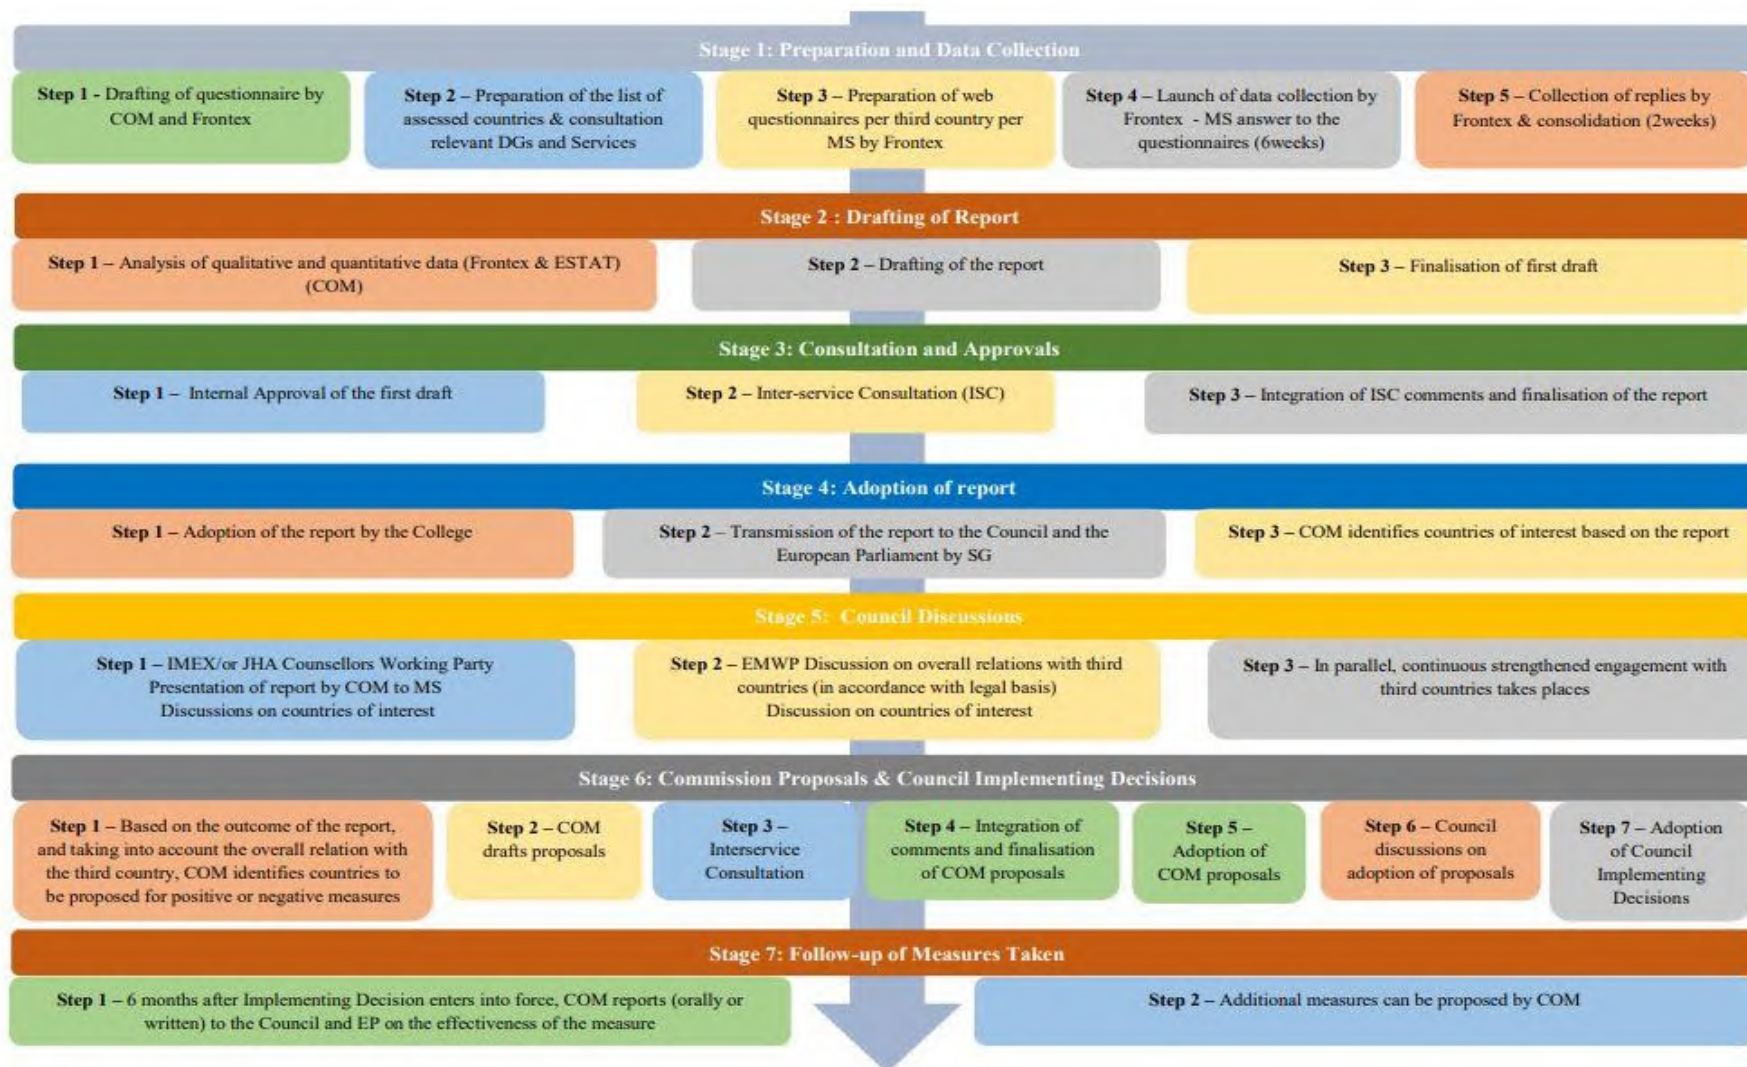 Stage 1: Preparation and Data Collection
Step 1 - Drafting of questionnaire by
COM and Frontex
Step 2 – Preparation of the list of
assessed countries & consultation
relevant DGs and Services
Step 3 – Preparation of web
questionnaires per third country per
MS by Frontex
Step 4 – Launch of data collection by
Frontex - MS answer to the
questionnaires (6weeks)
Step 5 – Collection of replies by
Frontex & consolidation (2weeks)
Stage 2 : Drafting of Report
Step 1 – Analysis of qualitative and quantitative data (Frontex & ESTAT)
(COM)
Step 2 – Drafting of the report
Step 3 – Finalisation of first draft
Stage 3: Consultation and Approvals
Step 1 – Internal Approval of the first draft
Step 2 – Inter-service Consultation (ISC)
Step 3 – Integration of ISC comments and finalisation of the report
Stage 4: Adoption of report
Step 1 – Adoption of the report by the College
Step 2 – Transmission of the report to the Council and the
European Parliament by SG
Step 3 – COM identifies countries of interest based on the report
Stage 5: Council Discussions
Step 1 – IMEX/or JHA Counsellors Working Party
Presentation of report by COM to MS
Discussions on countries of interest
Step 2 – EMWP Discussion on overall relations with third
countries (in accordance with legal basis)
Discussion on countries of interest
Step 3 – In parallel, continuous strengthened engagement with
third countries takes places
Stage 6: Commission Proposals & Council Implementing Decisions
Step 1 – Based on the outcome of the report,
and taking into account the overall relation with
the third country, COM identifies countries to
be proposed for positive or negative measures
Step 2 – COM
drafts proposals
Step 3 –
Interservice
Consultation
Step 4 – Integration of
comments and finalisation
of COM proposals
Step 5 –
Adoption of
COM proposals
Step 6 – Council
discussions on
adoption of proposals
Step 7 – Adoption
of Council
Implementing
Decisions
Stage 7: Follow-up of Measures Taken
Step 1 – 6 months after Implementing Decision enters into force, COM reports (orally or
written) to the Council and EP on the effectiveness of the measure
Step 2 – Additional measures can be proposed by COM